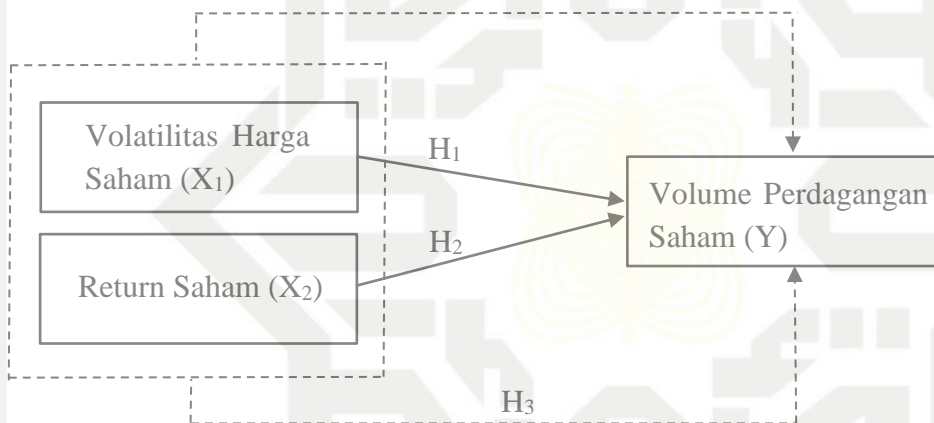 Volatilitas Harga
Saham (X₁)
H₁
Volume Perdagangan
Saham (Y)
H₂
Return Saham (X₂)
H₃